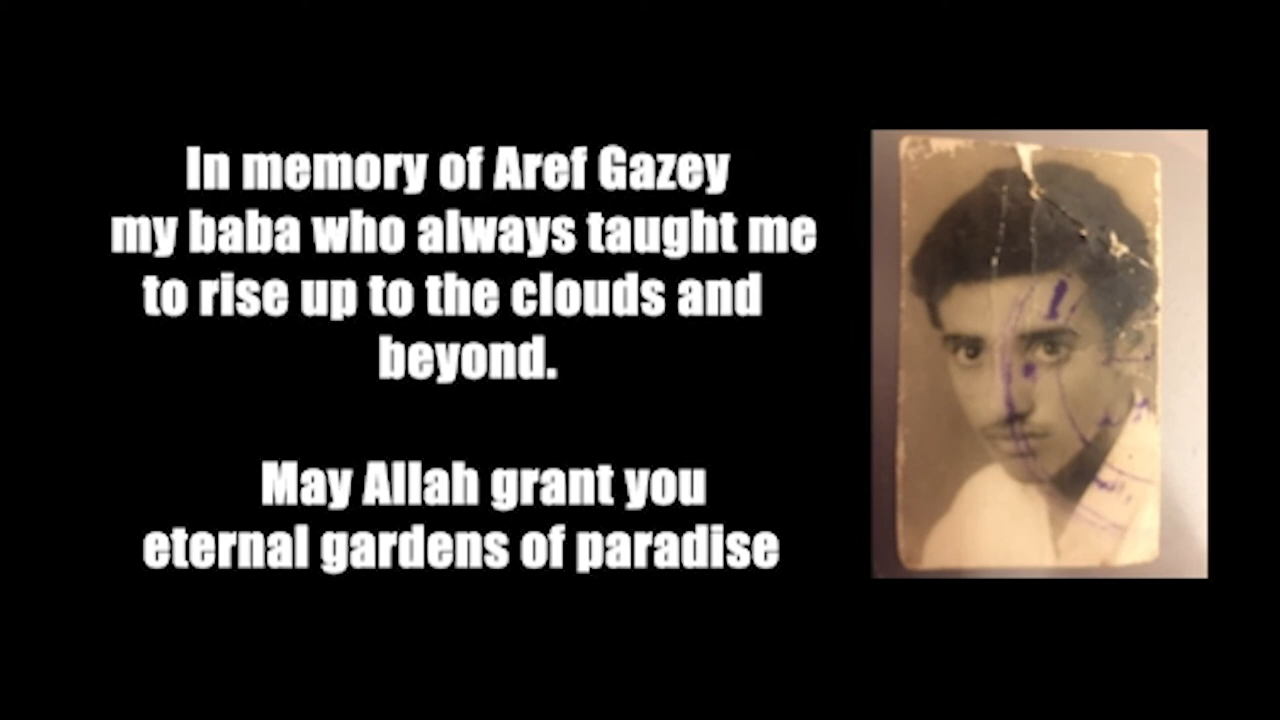 In memory of Aref Gazey
my baba who always taught me
to rise up to the clouds and
beyond.
May Allah grant you
eternal gardens of paradise